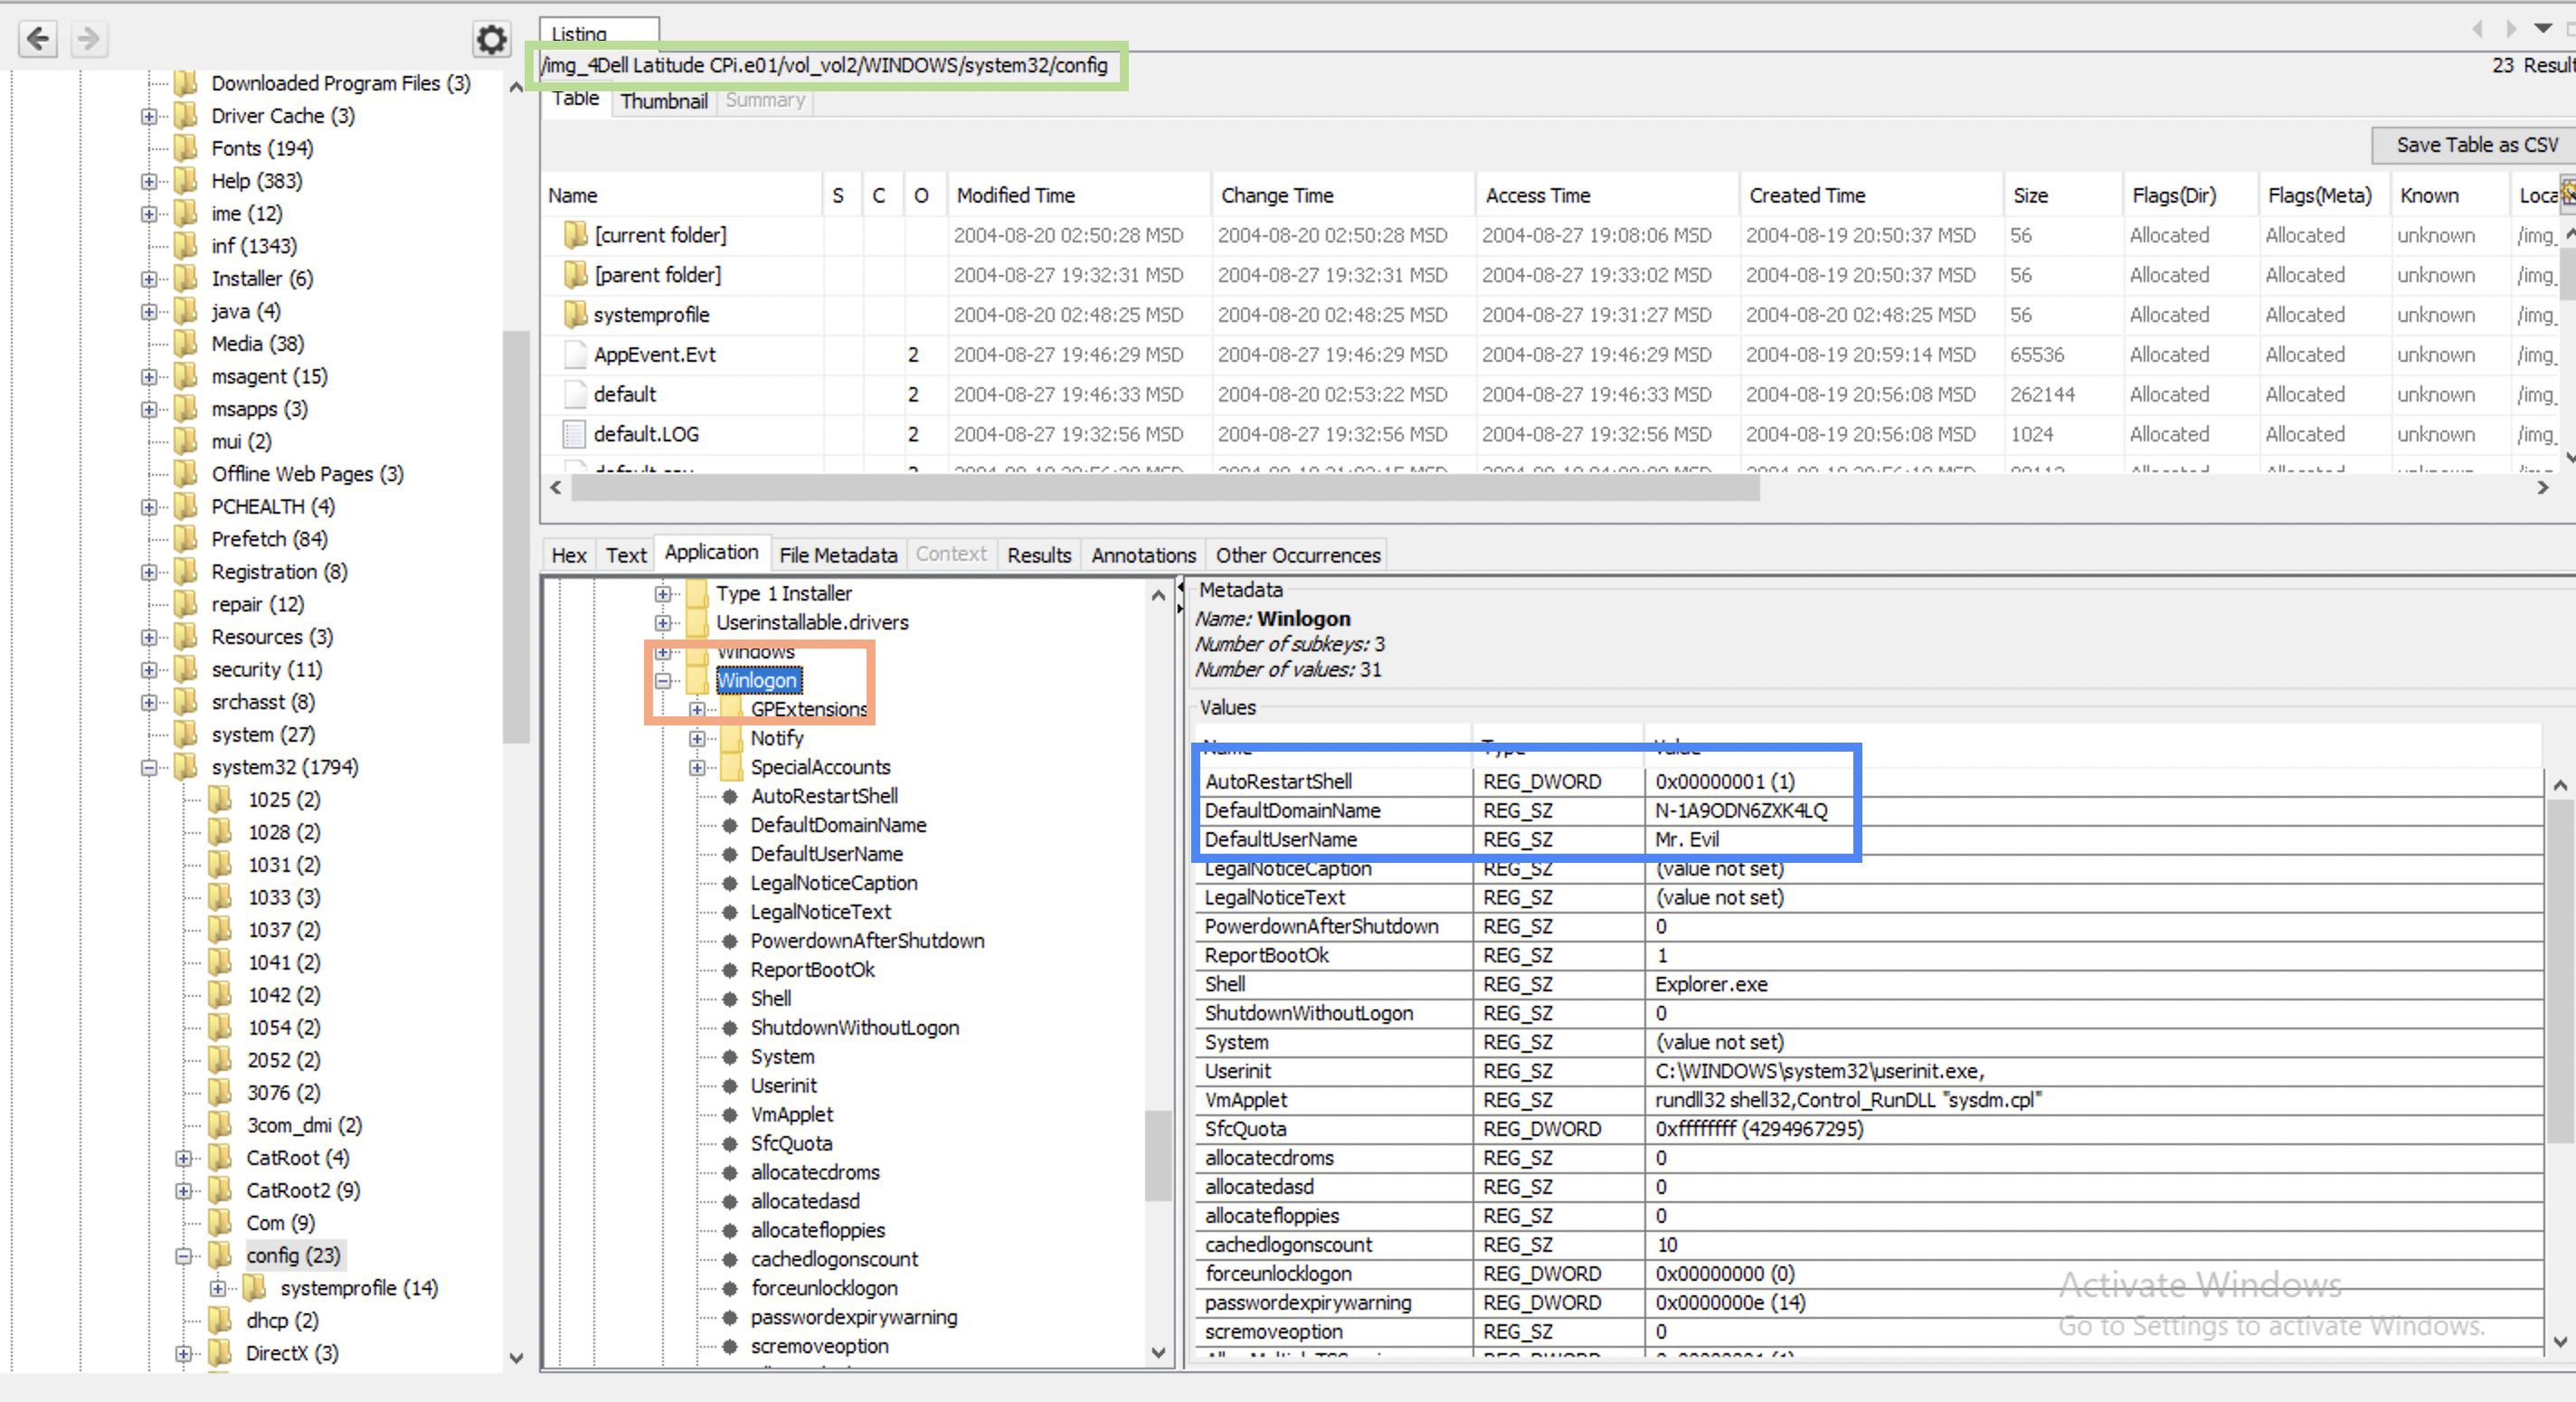 Listing
/img_4Dell Latitude CPi.e01/vol_vol2/WINDOWS/system32/config
23 Result
Table Thumbnail Summary
Save Table as CSV
Name S C O Modified Time Change Time Access Time Created Time Size Flags(Dir) Flags(Meta) Known Loca
[current folder] 2004-08-20 02:50:28 MSD 2004-08-20 02:50:28 MSD 2004-08-27 19:08:06 MSD 2004-08-19 20:50:37 MSD 56 Allocated Allocated unknown /img_
[parent folder] 2004-08-27 19:32:31 MSD 2004-08-27 19:32:31 MSD 2004-08-27 19:33:02 MSD 2004-08-19 20:50:37 MSD 56 Allocated Allocated unknown /img_
systemprofile 2004-08-20 02:48:25 MSD 2004-08-20 02:48:25 MSD 2004-08-27 19:31:27 MSD 2004-08-20 02:48:25 MSD 56 Allocated Allocated unknown /img_
AppEvent.Evt 2 2004-08-27 19:46:29 MSD 2004-08-27 19:46:29 MSD 2004-08-27 19:46:29 MSD 2004-08-19 20:59:14 MSD 65536 Allocated Allocated unknown /img_
default 2 2004-08-27 19:46:33 MSD 2004-08-20 02:53:22 MSD 2004-08-27 19:46:33 MSD 2004-08-19 20:56:08 MSD 262144 Allocated Allocated unknown /img_
default.LOG 2 2004-08-27 19:32:56 MSD 2004-08-27 19:32:56 MSD 2004-08-27 19:32:56 MSD 2004-08-19 20:56:08 MSD 1024 Allocated Allocated unknown /img_
Downloaded Program Files (3)
Driver Cache (3)
Fonts (194)
Help (383)
ime (12)
inf (1343)
Installer (6)
java (4)
Media (38)
msagent (15)
msapps (3)
mui (2)
Offline Web Pages (3)
PCHEALTH (4)
Prefetch (84)
Registration (8)
repair (12)
Resources (3)
security (11)
srchasst (8)
system (27)
system32 (1794)
1025 (2)
1028 (2)
1031 (2)
1033 (3)
1037 (2)
1041 (2)
1042 (2)
1054 (2)
2052 (2)
3076 (2)
3com_dmi (2)
CatRoot (4)
CatRoot2 (9)
Com (9)
config (23)
systemprofile (14)
dhcp (2)
DirectX (3)
Hex Text Application File Metadata Context Results Annotations Other Occurrences
Type 1 Installer
Userinstallable.drivers
Windows
Winlogon
GPExtensions
Notify
SpecialAccounts
AutoRestartShell
DefaultDomainName
DefaultUserName
LegalNoticeCaption
LegalNoticeText
PowerdownAfterShutdown
ReportBootOk
Shell
ShutdownWithoutLogon
System
Userinit
VmApplet
SfcQuota
allocatecdroms
allocatedasd
allocatefloppies
cachedlogonscount
forceunlocklogon
passwordexpirywarning
scremoveoption
Metadata
Name: Winlogon
Number of subkeys: 3
Number of values: 31
Values
Name Type Value
AutoRestartShell REG_DWORD 0x00000001 (1)
DefaultDomainName REG_SZ N-1A9ODN6ZXK4LQ
DefaultUserName REG_SZ Mr. Evil
LegalNoticeCaption REG_SZ (value not set)
LegalNoticeText REG_SZ (value not set)
PowerdownAfterShutdown REG_SZ 0
ReportBootOk REG_SZ 1
Shell REG_SZ Explorer.exe
ShutdownWithoutLogon REG_SZ 0
System REG_SZ (value not set)
Userinit REG_SZ C:\WINDOWS\system32\userinit.exe,
VmApplet REG_SZ rundll32 shell32,Control_RunDLL "sysdm.cpl"
SfcQuota REG_DWORD 0xffffffff (4294967295)
allocatecdroms REG_SZ 0
allocatedasd REG_SZ 0
allocatefloppies REG_SZ 0
cachedlogonscount REG_SZ 10
forceunlocklogon REG_DWORD 0x00000000 (0)
passwordexpirywarning REG_DWORD 0x0000000e (14)
scremoveoption REG_SZ 0
Activate Windows
Go to Settings to activate Windows.